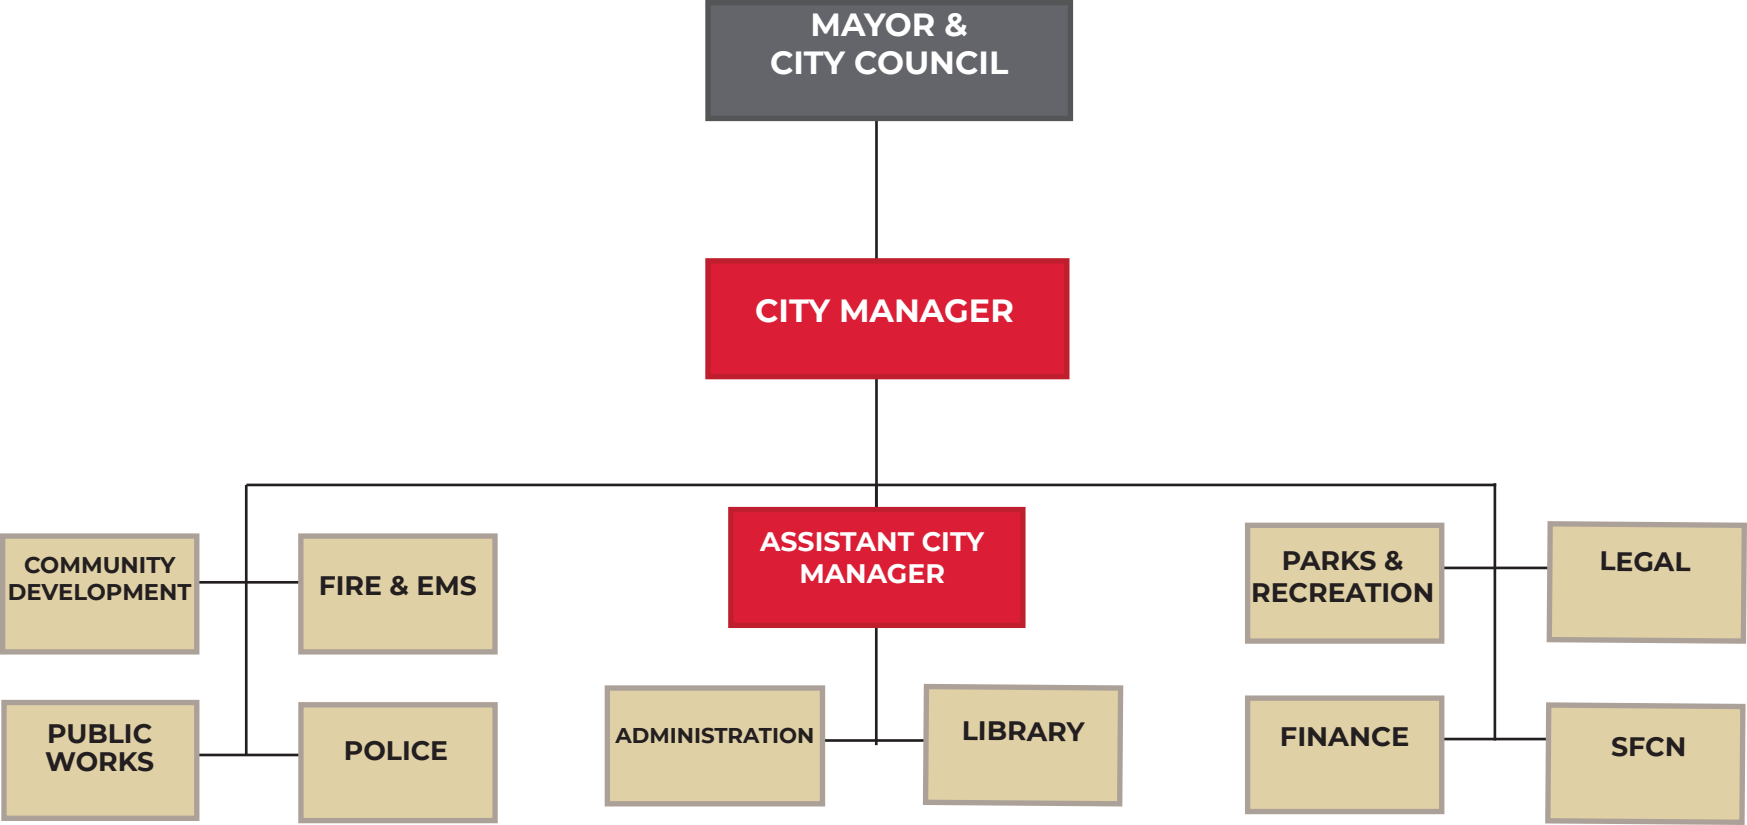 MAYOR &
CITY COUNCIL
CITY MANAGER
ASSISTANT CITY
MANAGER
COMMUNITY
DEVELOPMENT
FIRE & EMS
PUBLIC
WORKS
POLICE
ADMINISTRATION
LIBRARY
PARKS &
RECREATION
LEGAL
FINANCE
SFCN